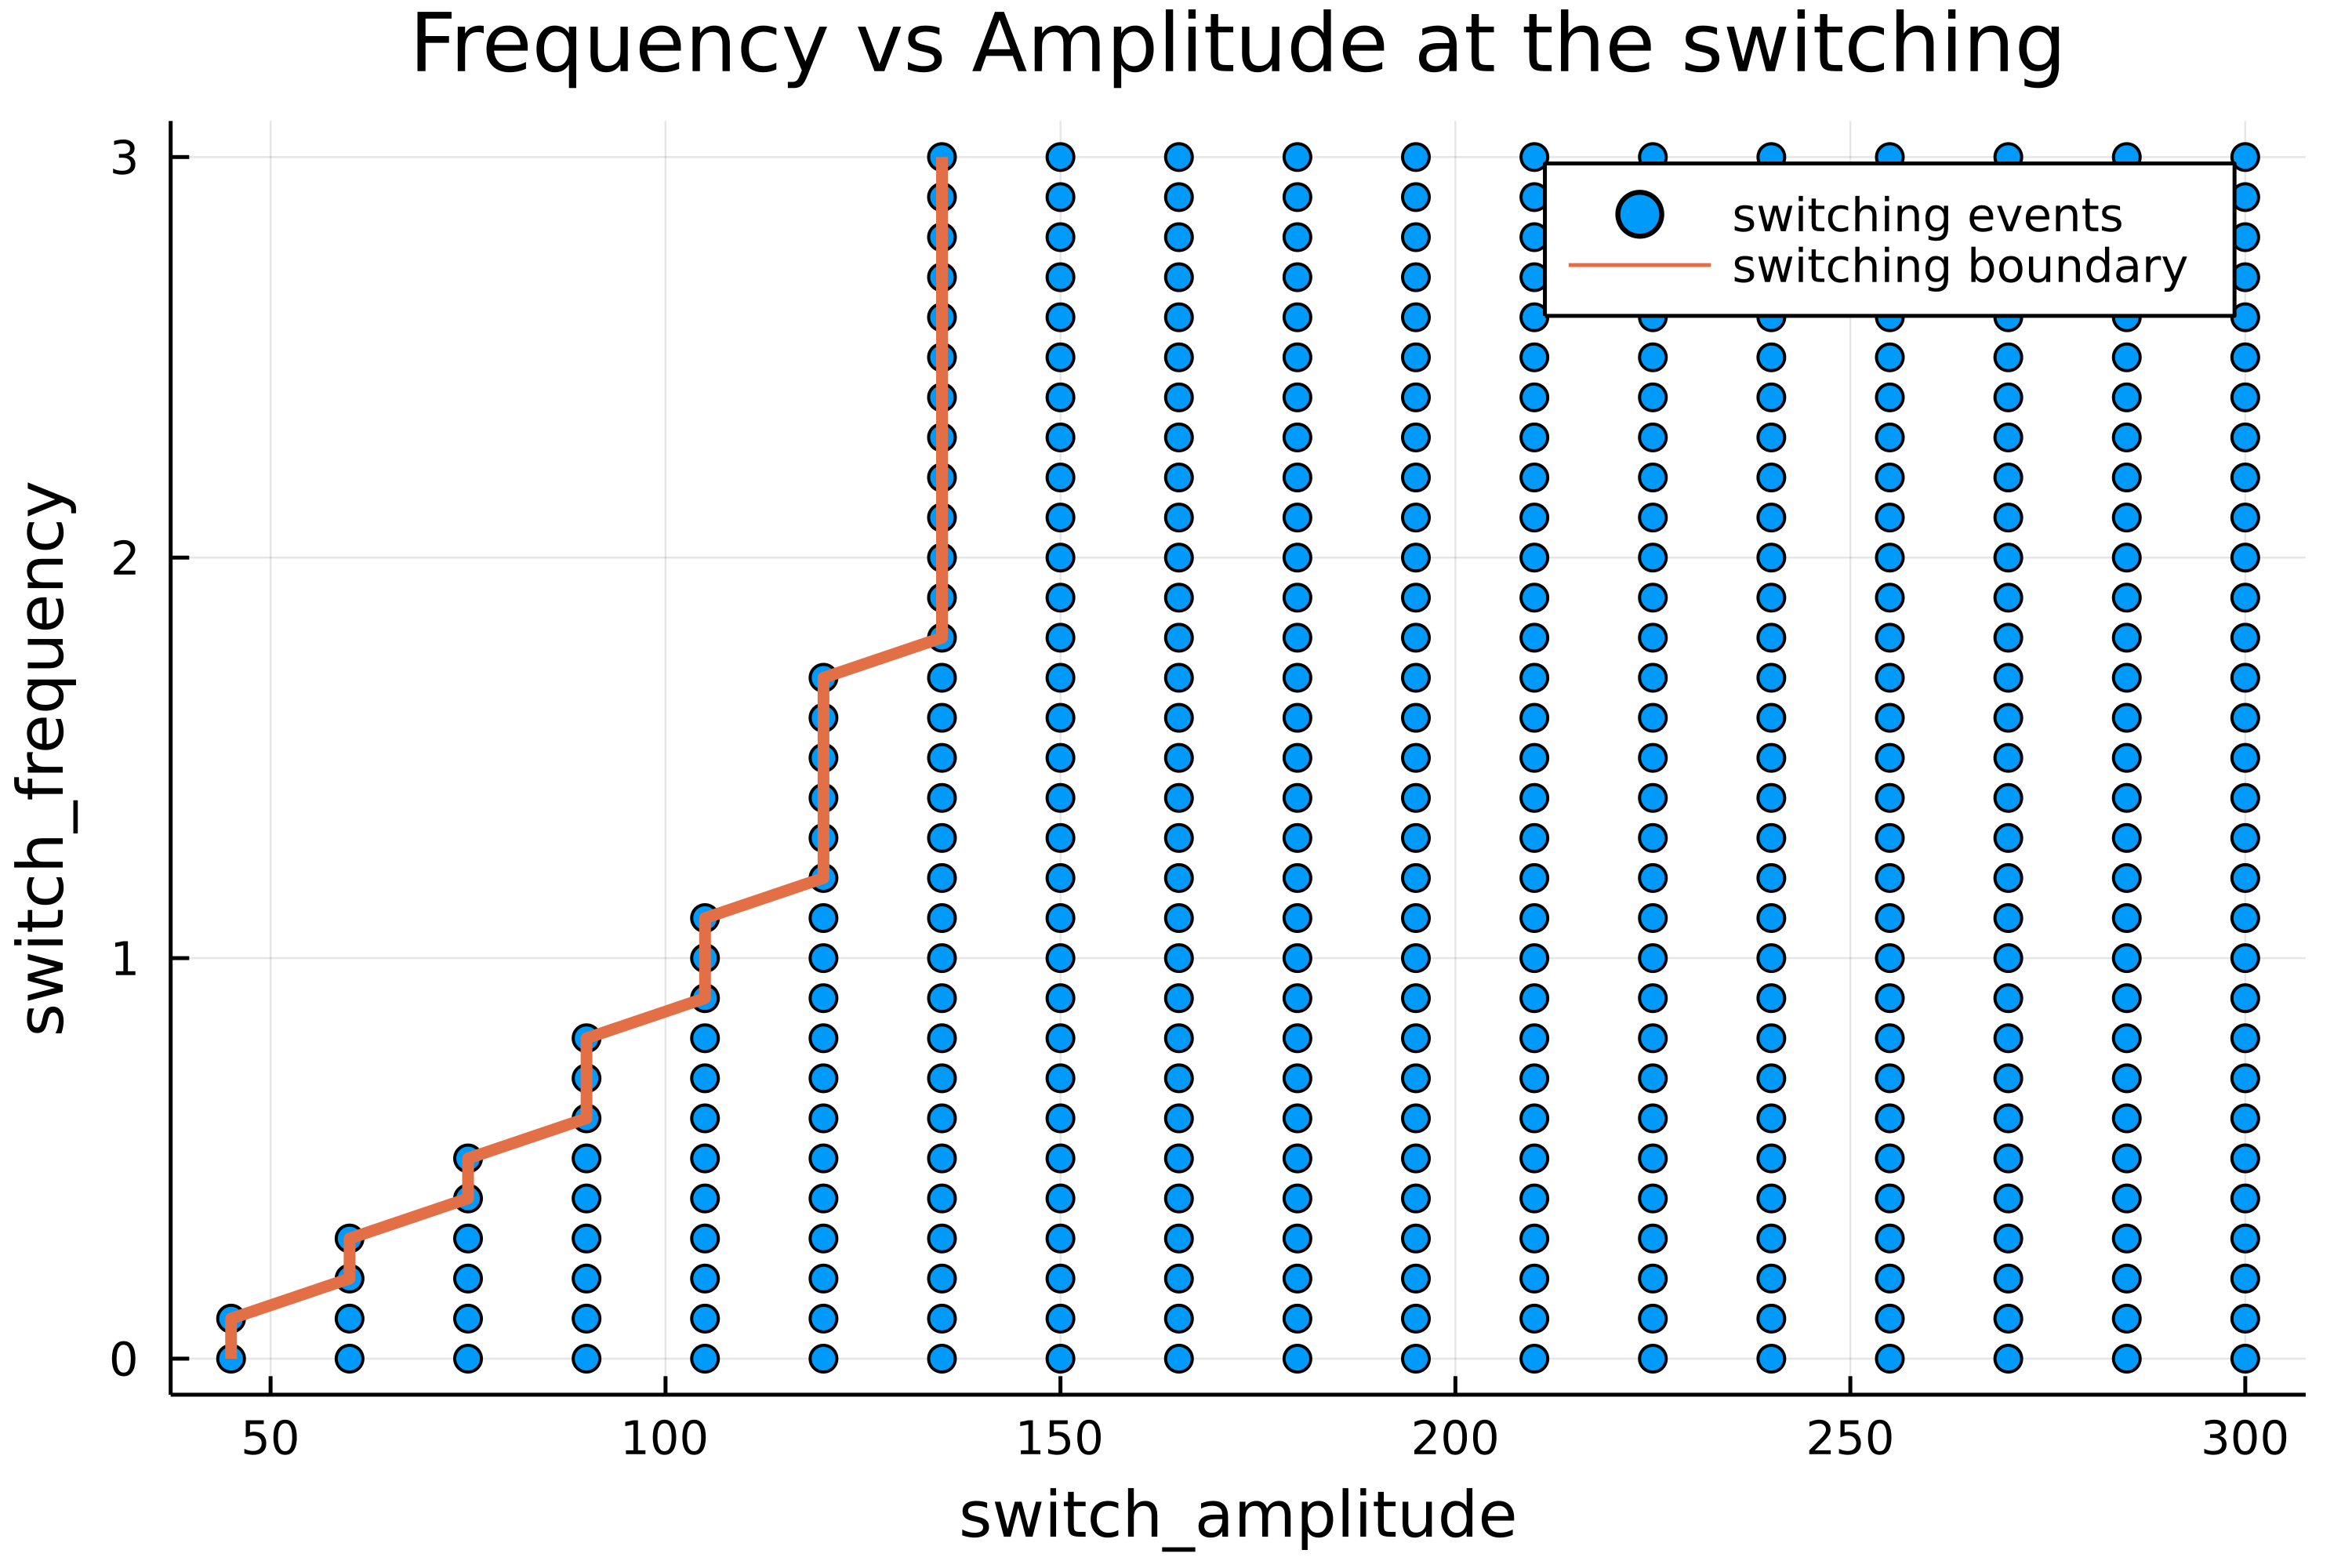 Frequency vs Amplitude at the switching
switching events
switching boundary
switch_frequency
3
2
1
0
50 100 150 200 250 300
switch_amplitude